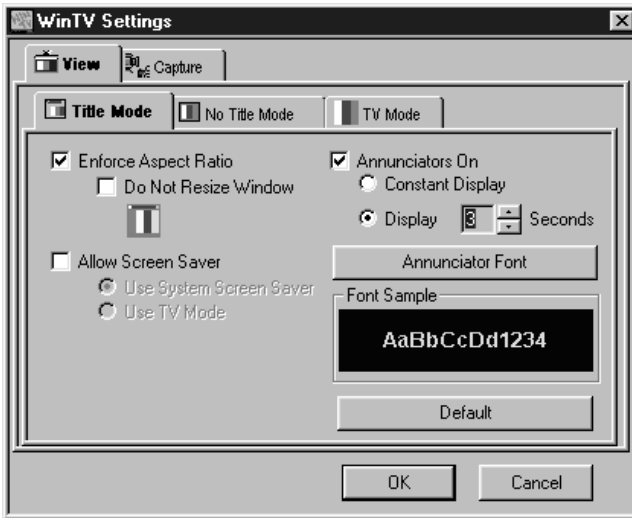 WinTV Settings
View
Capture
Title Mode
No Title Mode
TV Mode
Enforce Aspect Ratio
Do Not Resize Window
Allow Screen Saver
Use System Screen Saver
Use TV Mode
Annunciators On
Constant Display
Display 3 Seconds
Annunciator Font
Font Sample
AaBbCcDd1234
Default
OK
Cancel